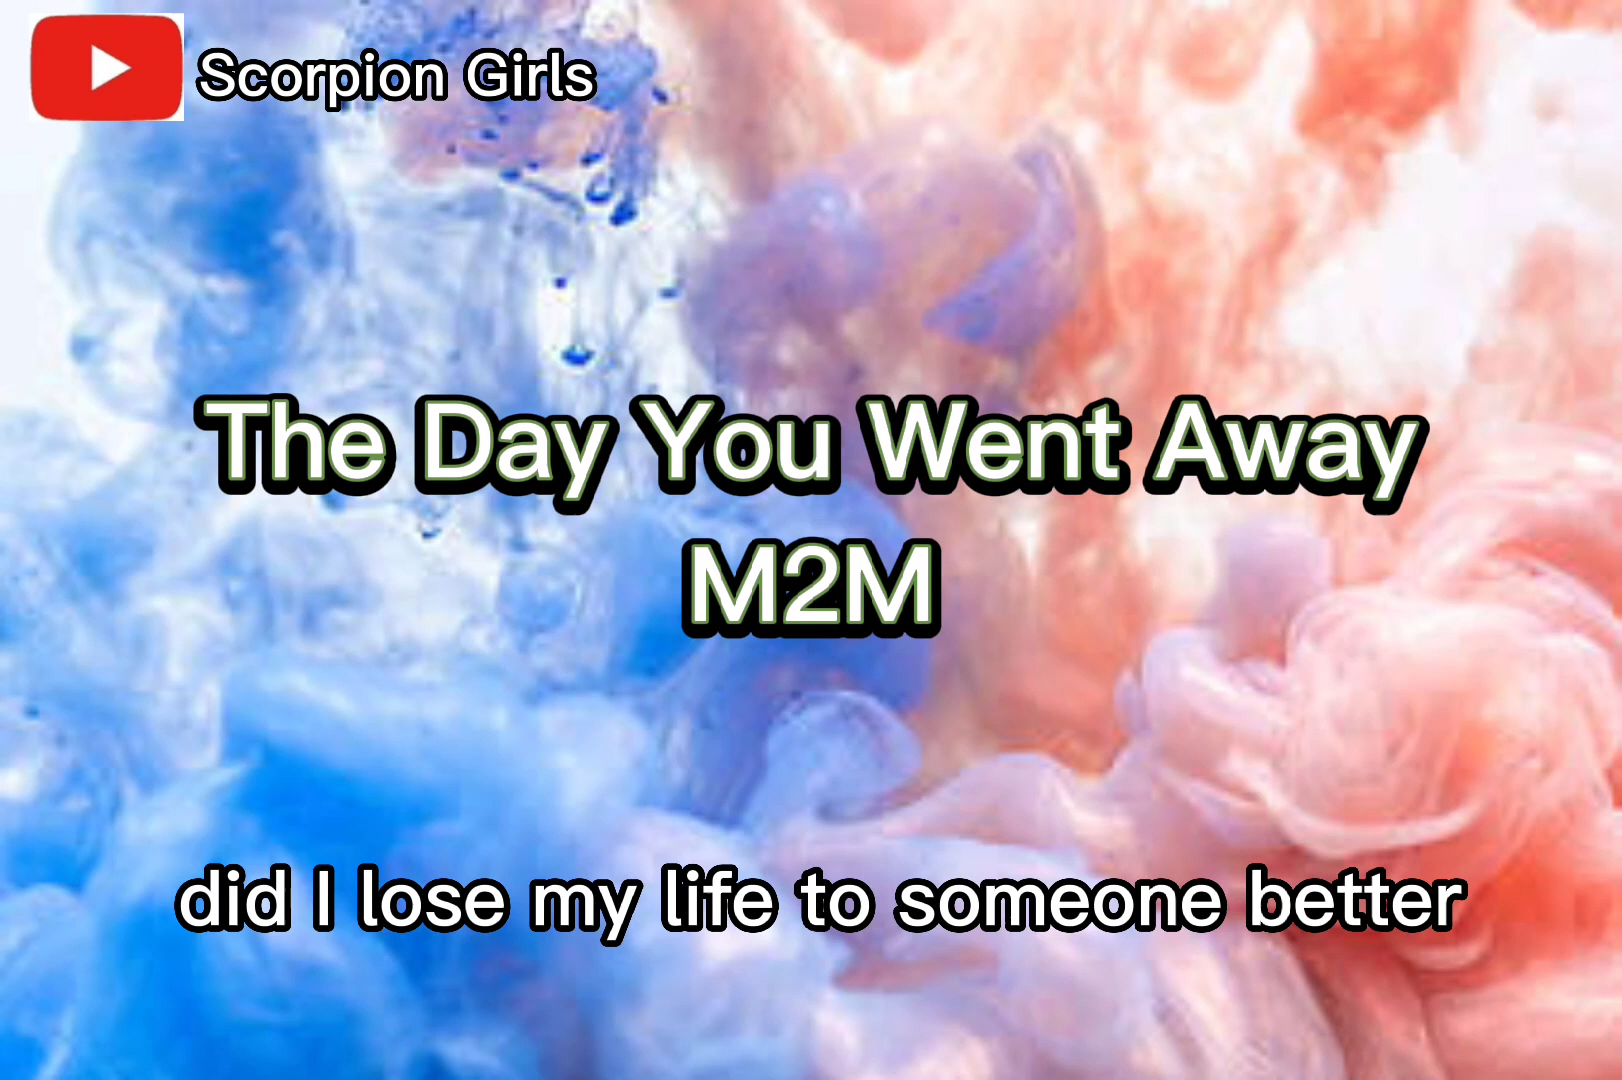 Scorpion Girls
The Day You Went Away
M2M
did I lose my life to someone better